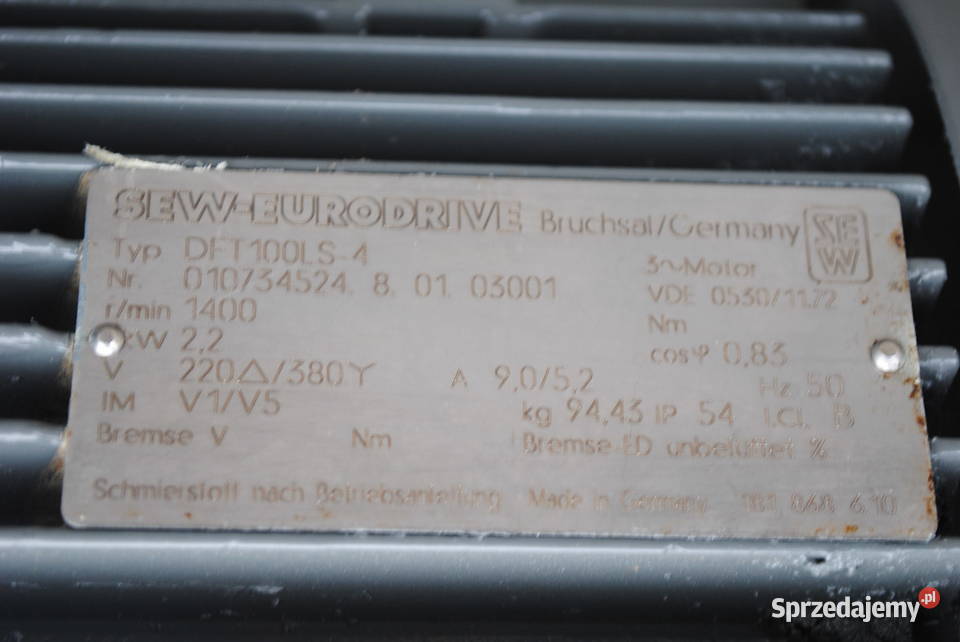 SEW-EURODRIVE Bruchsal/Germany SEW
Typ DFT100LS-4 3~Motor
Nr. 010734524. 8. 01. 03001 VDE 0530/11.72
r/min 1400 Nm
kW 2,2 cosφ 0,83
V 220△/380Y A 9,0/5,2 Hz 50
IM V1/V5 kg 94,43 IP 54 I.Cl. B
Bremse V Nm Bremse-ED unbelüftet %
Schmierstoff nach Betriebsanleitung Made in Germany 181 868 6.10
Sprzedajemy.pl